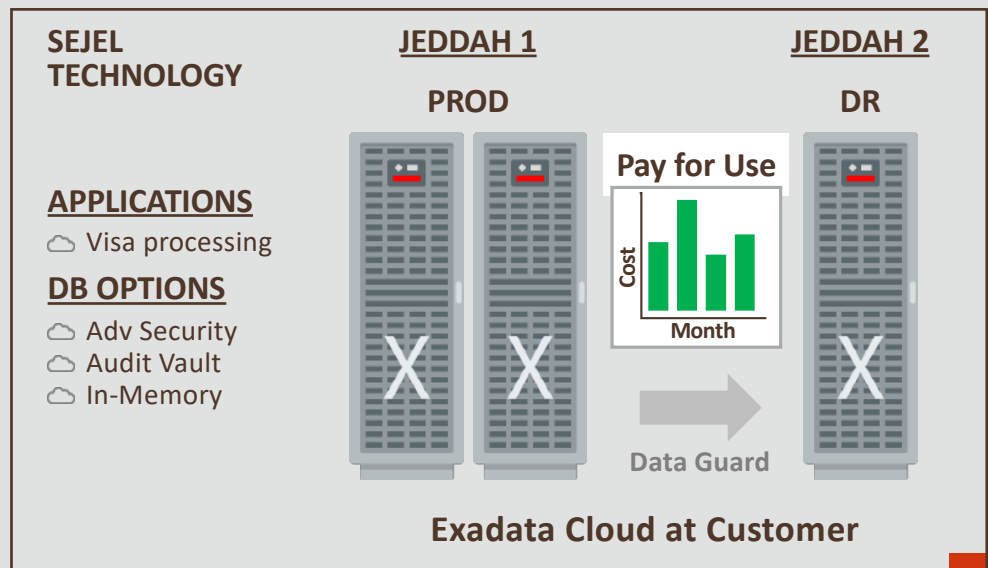 SEJEL
TECHNOLOGY
JEDDAH 1
JEDDAH 2
PROD
DR
APPLICATIONS
Visa processing
DB OPTIONS
Adv Security
Audit Vault
In-Memory
Pay for Use
Cost
Month
X
X
X
Data Guard
Exadata Cloud at Customer